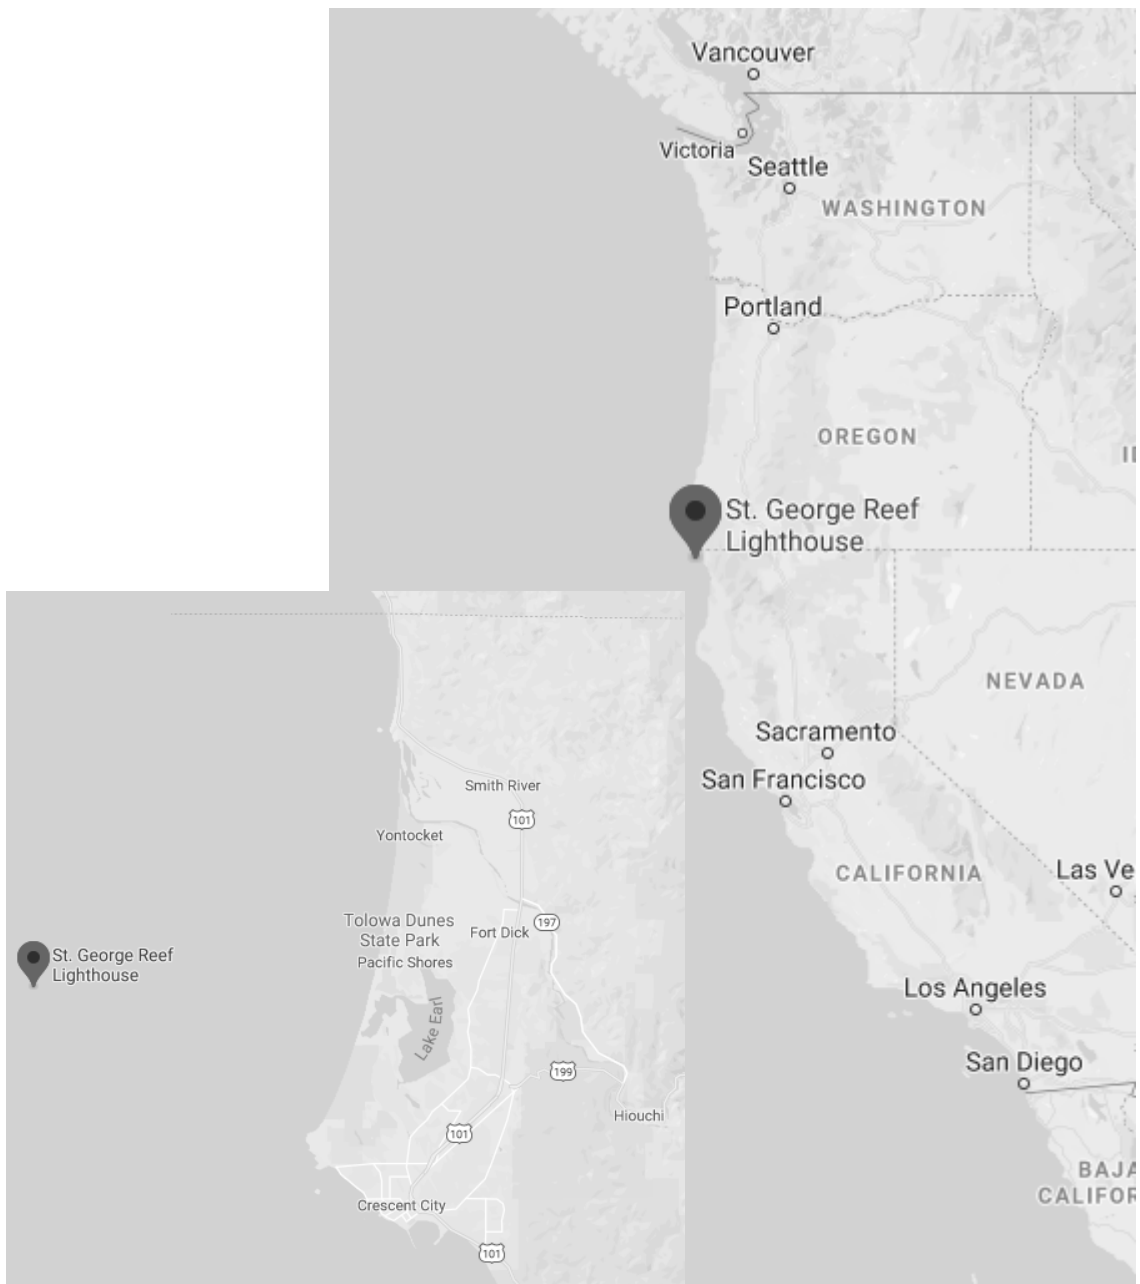 Vancouver
Victoria
Seattle
WASHINGTON
Portland
OREGON
St. George Reef
Lighthouse
NEVADA
Sacramento
San Francisco
CALIFORNIA
Las Ve
Los Angeles
San Diego
BAJA
CALIFOR
Smith River
101
Yontocket
Tolowa Dunes
State Park
Fort Dick
197
Pacific Shores
St. George Reef
Lighthouse
Lake Earl
199
Hiouchi
101
Crescent City
101